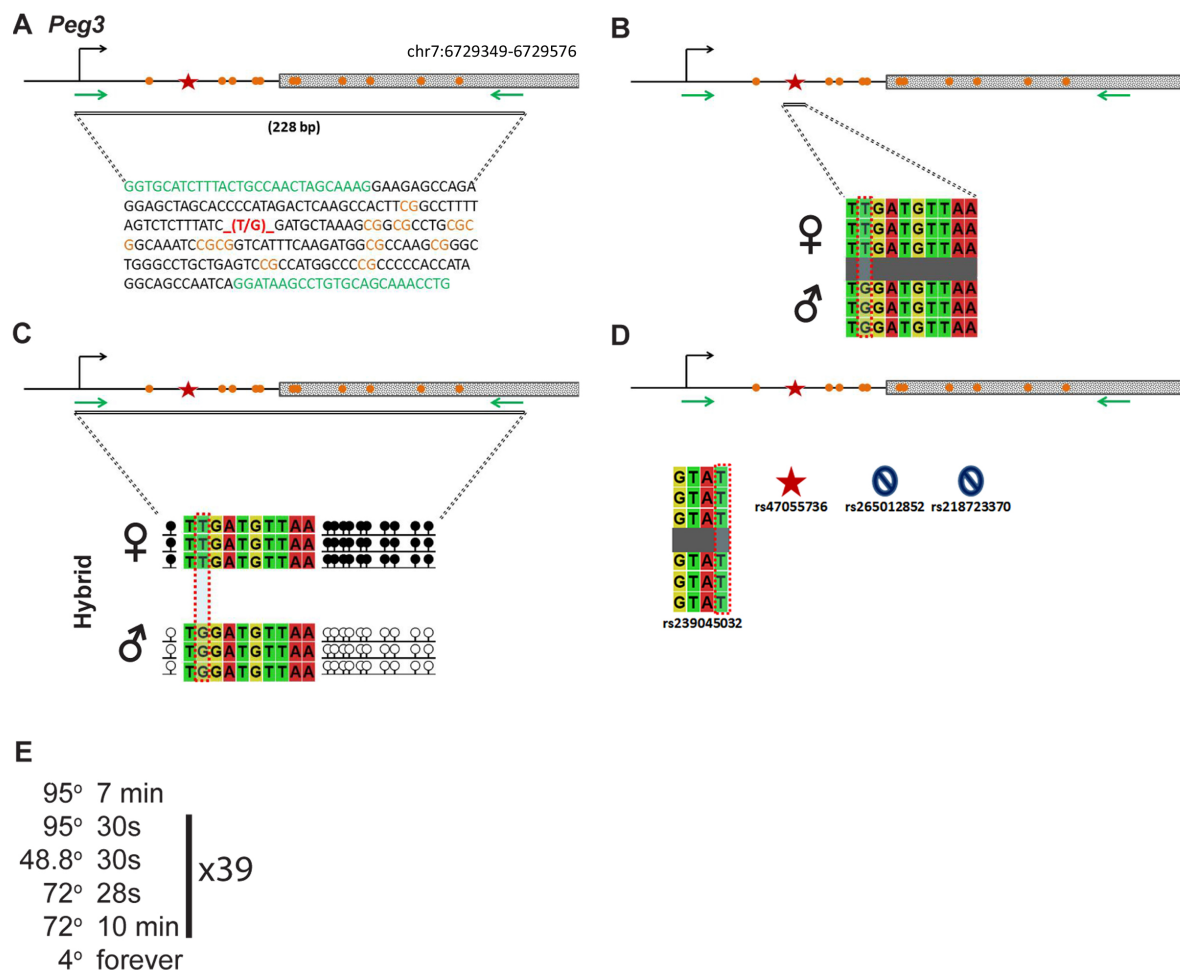 A Peg3
chr7:6729349-6729576
(228 bp)
GGTGCATCTTTACTGCCAACTAGCAAAGGAAGAGCCAGA
GGAGCTAGCACCCCATAGACTCAAGCCACTTCGGCCTTTT
AGTCTCTTTATC_(T/G)_GATGCTAAAGCGGCGCCTGCGC
GGGCAAATCCGCGGTCATTTCAAGATGGCGCCAAGCGGGC
TGGGCCTGCTGAGTCCGCCATGGCCCCGCCCCCCACCATA
GGCAGCCAATCAGGATAAGCCTGTGCAGCAAACCTG
B
♀
TTGATGTTAA
TTGATGTTAA
TTGATGTTAA
♂
TGGATGTTAA
TGGATGTTAA
TGGATGTTAA
C
Hybrid
♀
TTGATGTTAA
TTGATGTTAA
TTGATGTTAA
♂
TGGATGTTAA
TGGATGTTAA
TGGATGTTAA
D
GTAT
GTAT
GTAT
GTAT
GTAT
GTAT
rs239045032
rs47055736
rs265012852
rs218723370
E
95° 7 min
95° 30s
48.8° 30s
72° 28s
72° 10 min
x39
4° forever